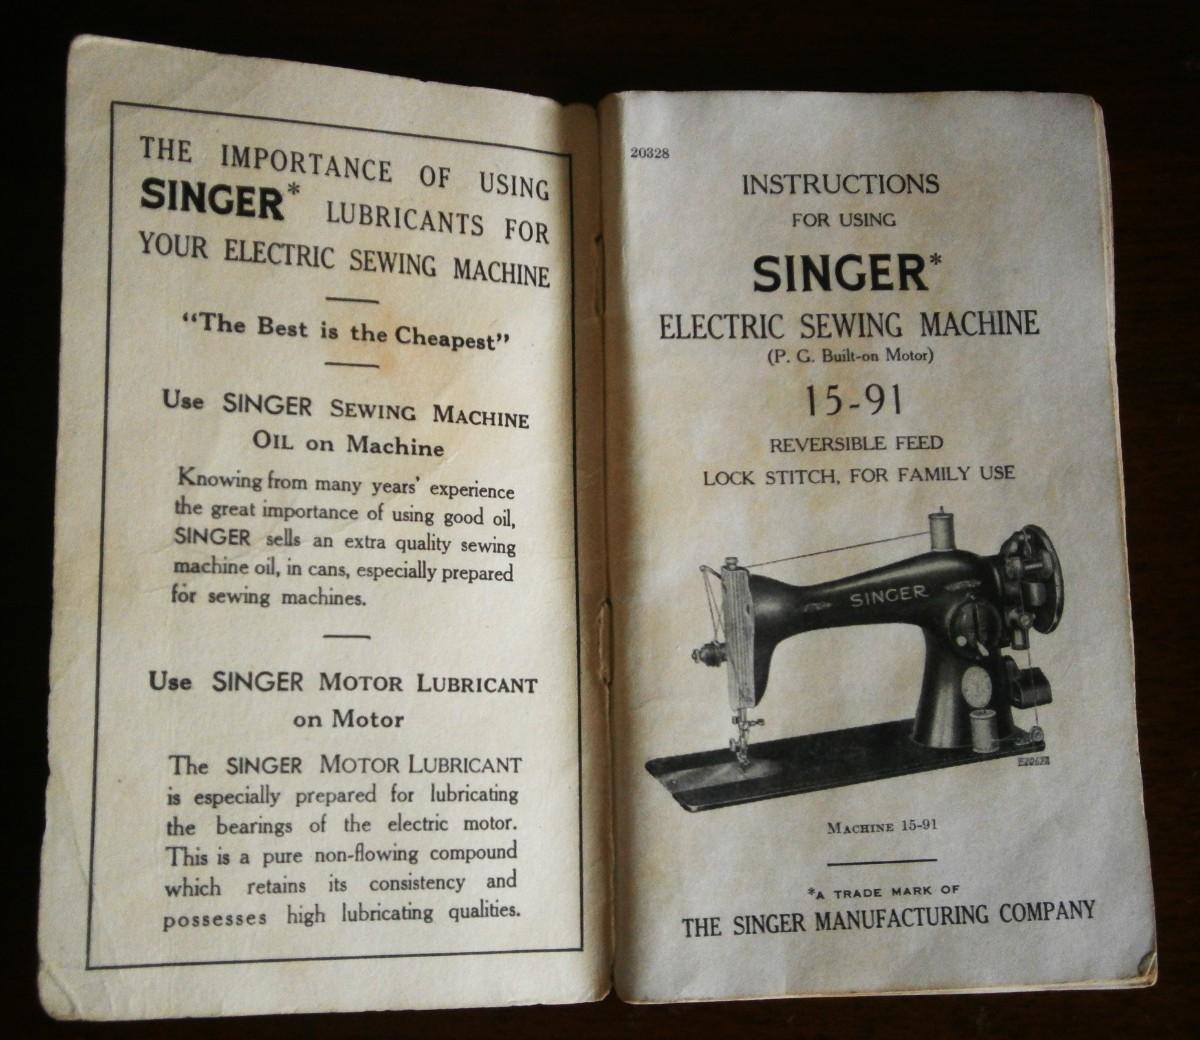 THE IMPORTANCE OF USING
SINGER* LUBRICANTS FOR
YOUR ELECTRIC SEWING MACHINE
"The Best is the Cheapest"
Use SINGER SEWING MACHINE
OIL on Machine
Knowing from many years' experience
the great importance of using good oil,
SINGER sells an extra quality sewing
machine oil, in cans, especially prepared
for sewing machines.
Use SINGER MOTOR LUBRICANT
on Motor
The SINGER MOTOR LUBRICANT
is especially prepared for lubricating
the bearings of the electric motor.
This is a pure non-flowing compound
which retains its consistency and
possesses high lubricating qualities.
20328
INSTRUCTIONS
FOR USING
SINGER*
ELECTRIC SEWING MACHINE
(P. G. Built-on Motor)
15-91
REVERSIBLE FEED
LOCK STITCH, FOR FAMILY USE
SINGER
MACHINE 15-91
*A TRADE MARK OF
THE SINGER MANUFACTURING COMPANY